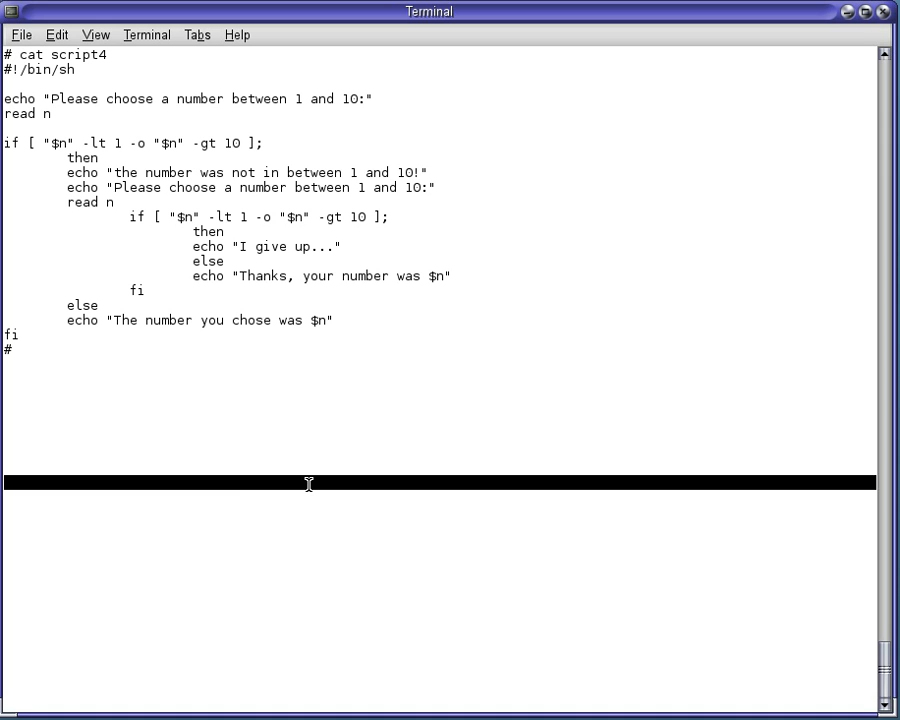 Terminal
File Edit View Terminal Tabs Help
# cat script4
#!/bin/sh

echo "Please choose a number between 1 and 10:"
read n

if [ "$n" -lt 1 -o "$n" -gt 10 ];
        then
        echo "the number was not in between 1 and 10!"
        echo "Please choose a number between 1 and 10:"
        read n
                if [ "$n" -lt 1 -o "$n" -gt 10 ];
                        then
                        echo "I give up..."
                        else
                        echo "Thanks, your number was $n"
                fi
        else
        echo "The number you chose was $n"
fi
#